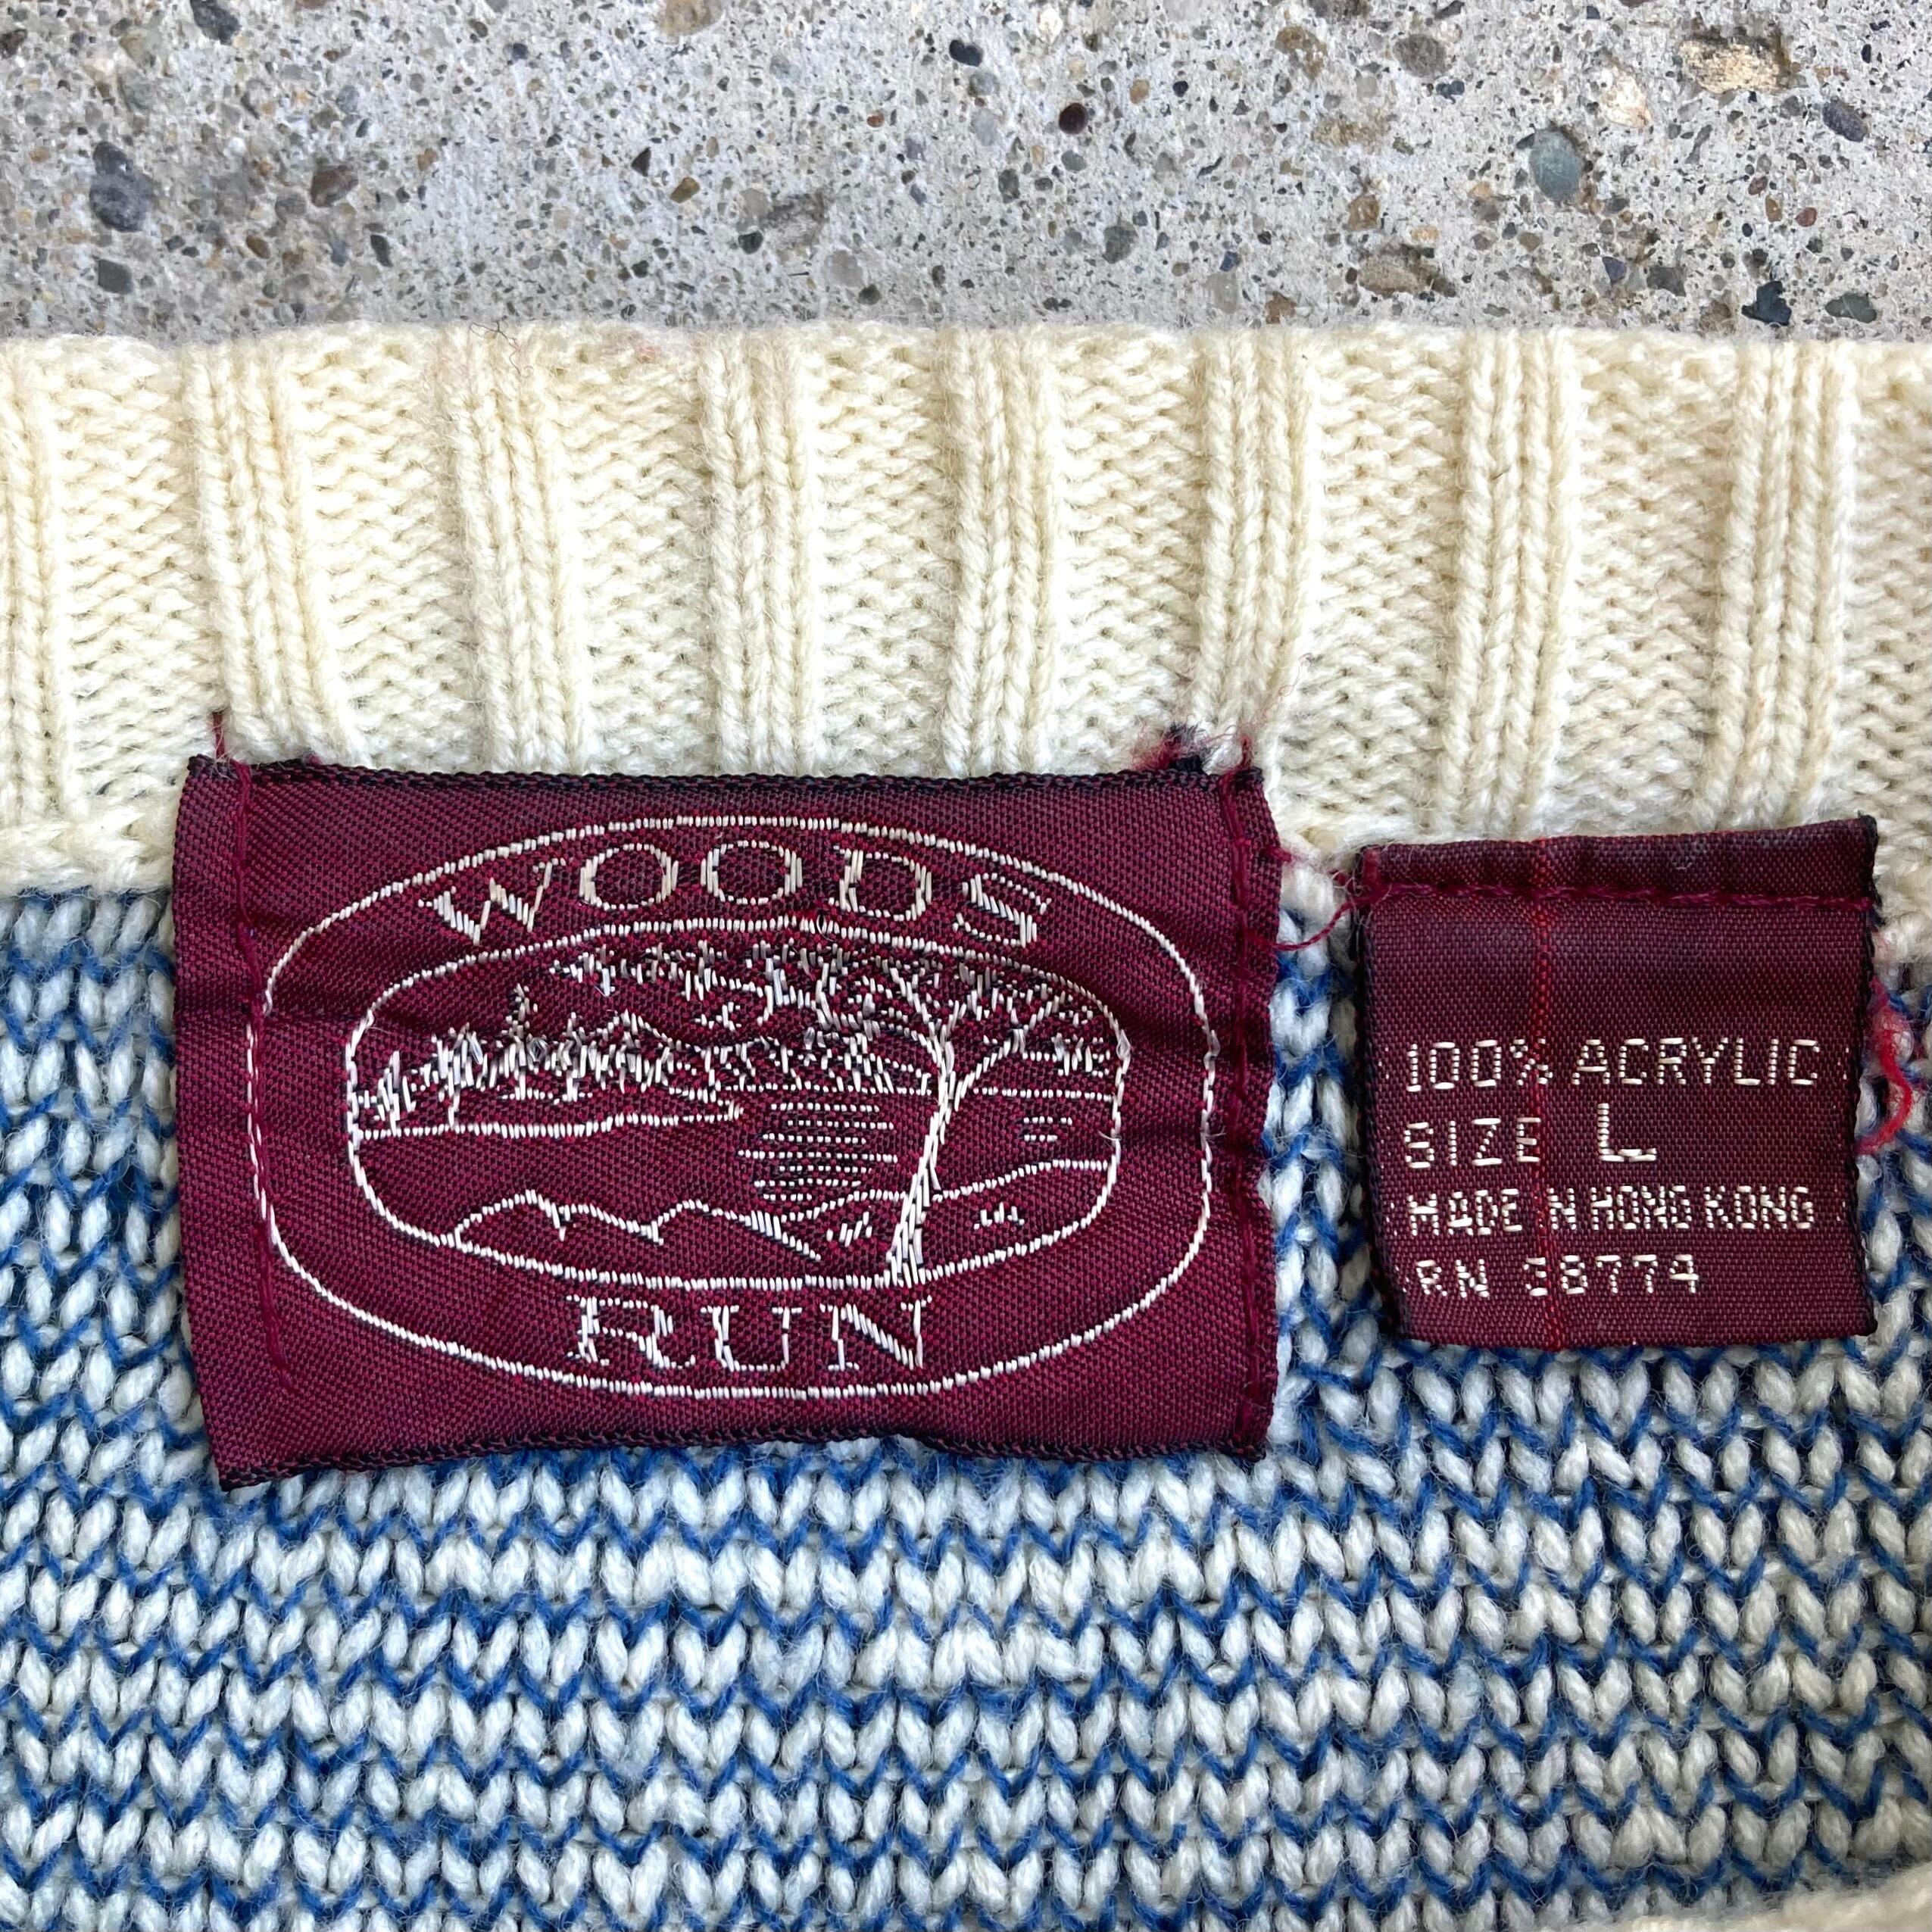 WOODS
RUN
100% ACRYLIC
SIZE L
MADE IN HONG KONG
RN 38774